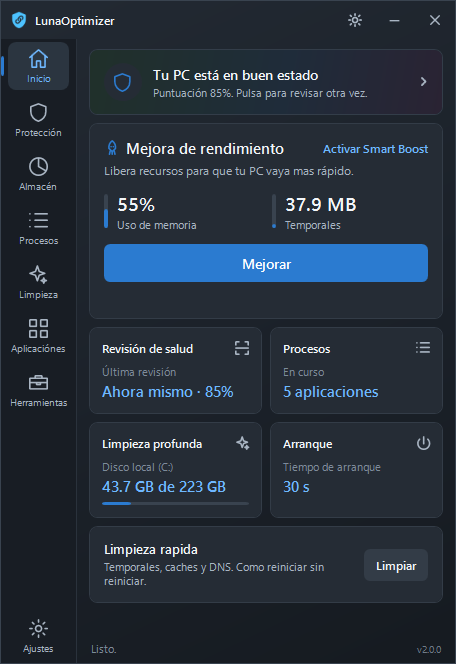 LunaOptimizer
Inicio
Protección
Almacén
Procesos
Limpieza
Aplicaciónes
Herramientas
Ajustes
Tu PC está en buen estado
Puntuación 85%. Pulsa para revisar otra vez.
Mejora de rendimiento
Activar Smart Boost
Libera recursos para que tu PC vaya mas rápido.
55%
Uso de memoria
37.9 MB
Temporales
Mejorar
Revisión de salud
Última revisión
Ahora mismo · 85%
Procesos
En curso
5 aplicaciones
Limpieza profunda
Disco local (C:)
43.7 GB de 223 GB
Arranque
Tiempo de arranque
30 s
Limpieza rapida
Temporales, caches y DNS. Como reiniciar sin
reiniciar.
Limpiar
Listo.
v2.0.0